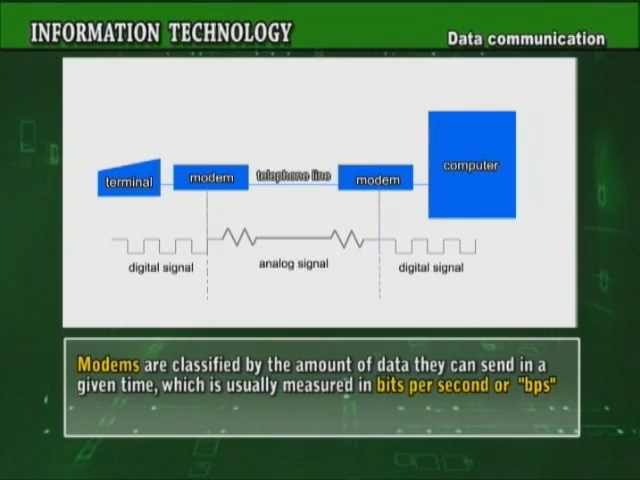 INFORMATION TECHNOLOGY
Data communication
terminal
modem
telephone line
modem
computer
digital signal
analog signal
digital signal
Modems are classified by the amount of data they can send in a
given time, which is usually measured in bits per second or "bps"